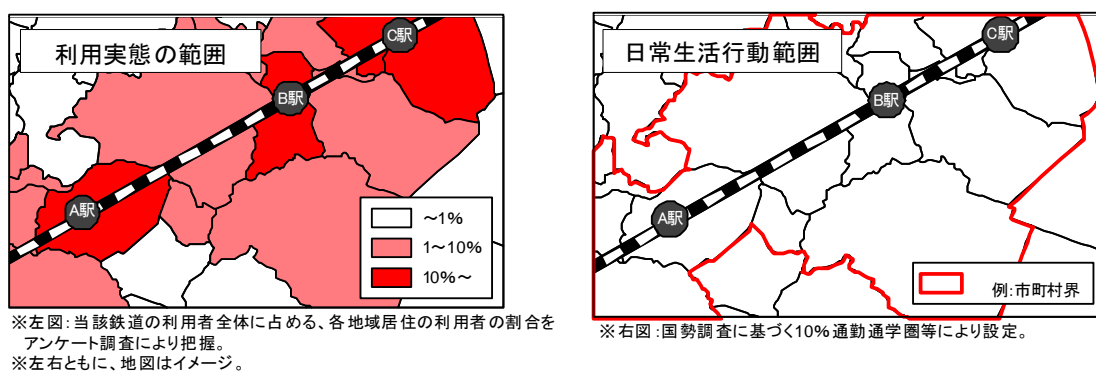 利用実態の範囲
C駅
B駅
A駅
～1%
1～10%
10%～
※左図：当該鉄道の利用者全体に占める、各地域居住の利用者の割合を
アンケート調査により把握。
※左右ともに、地図はイメージ。
日常生活行動範囲
C駅
B駅
A駅
例:市町村界
※右図：国勢調査に基づく10%通勤通学圏等により設定。